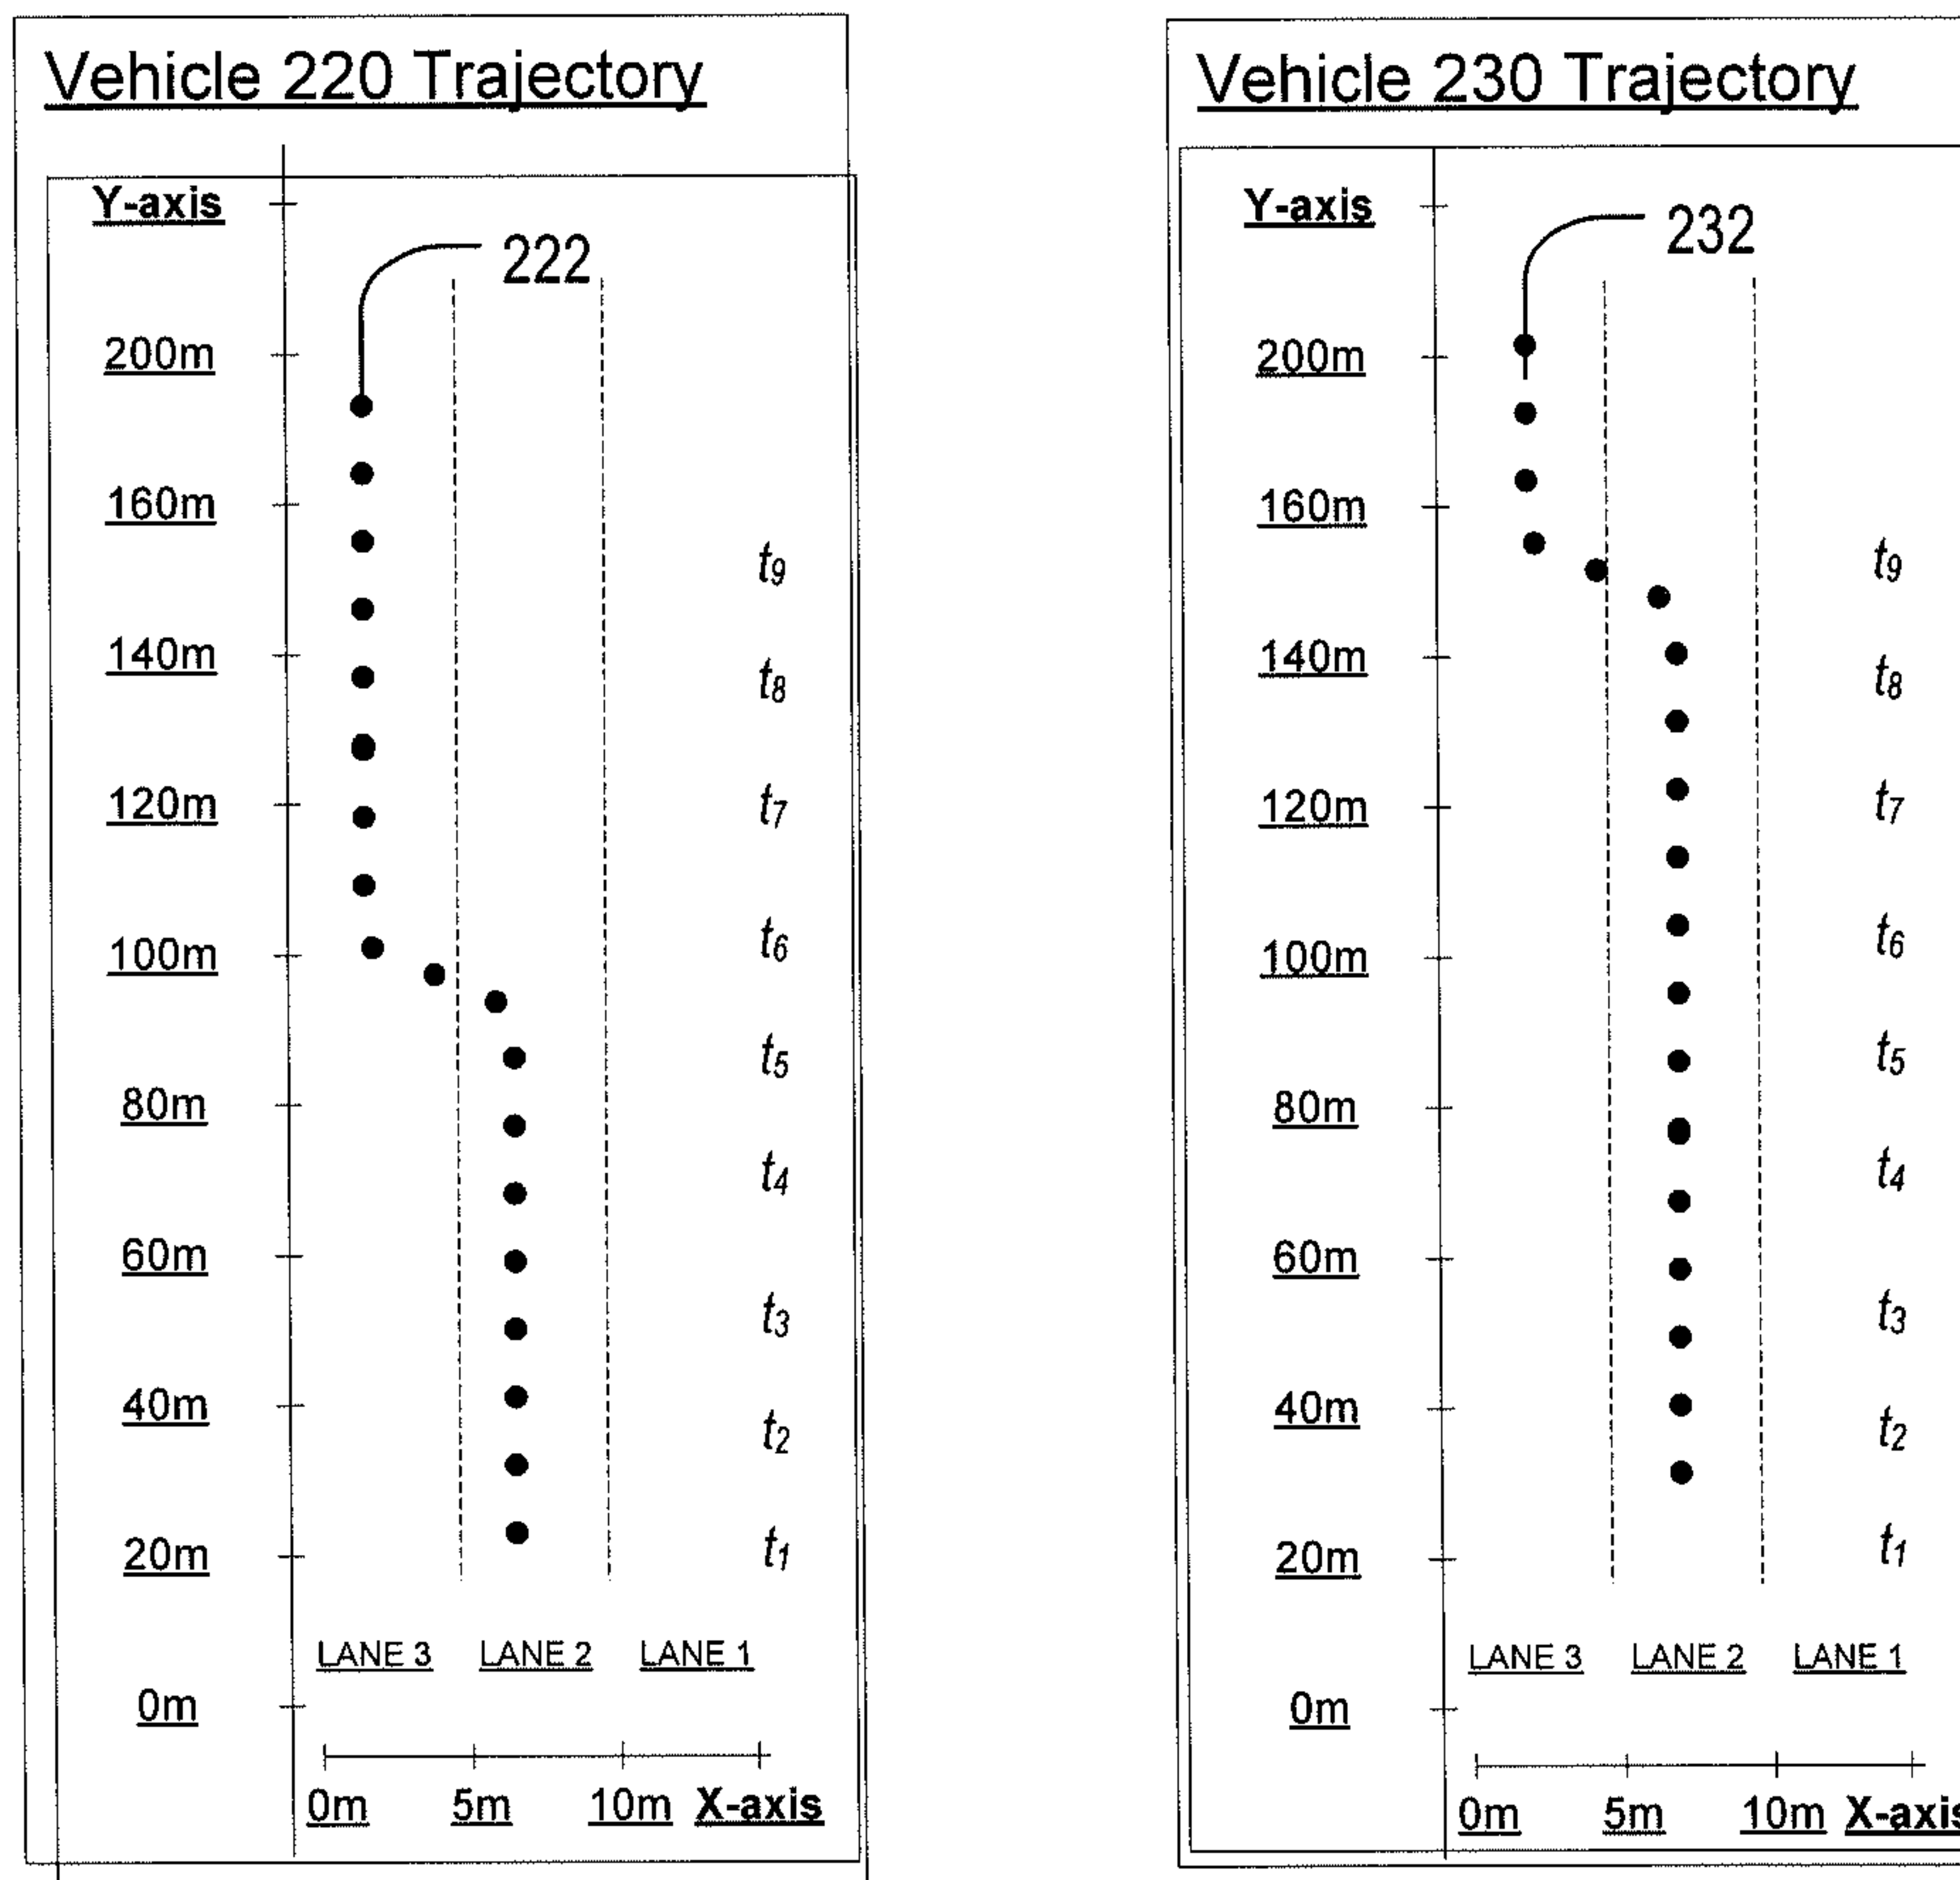 Vehicle 220 Trajectory
Y-axis
222
200m
160m
t9
140m
t8
120m
t7
100m
t6
t5
80m
t4
60m
t3
40m
t2
20m
t1
LANE 3 LANE 2 LANE 1
0m
0m 5m 10m X-axis
Vehicle 230 Trajectory
Y-axis
232
200m
160m
t9
140m
t8
120m
t7
100m
t6
t5
80m
t4
60m
t3
40m
t2
20m
t1
LANE 3 LANE 2 LANE 1
0m
0m 5m 10m X-axis